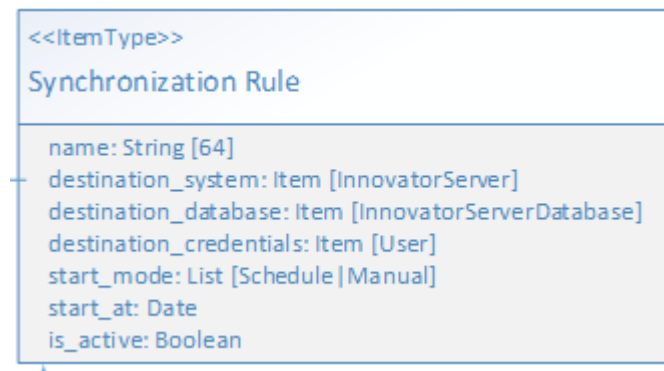 <<ItemType>>
Synchronization Rule
name: String [64]
destination_system: Item [InnovatorServer]
destination_database: Item [InnovatorServerDatabase]
destination_credentials: Item [User]
start_mode: List [Schedule|Manual]
start_at: Date
is_active: Boolean